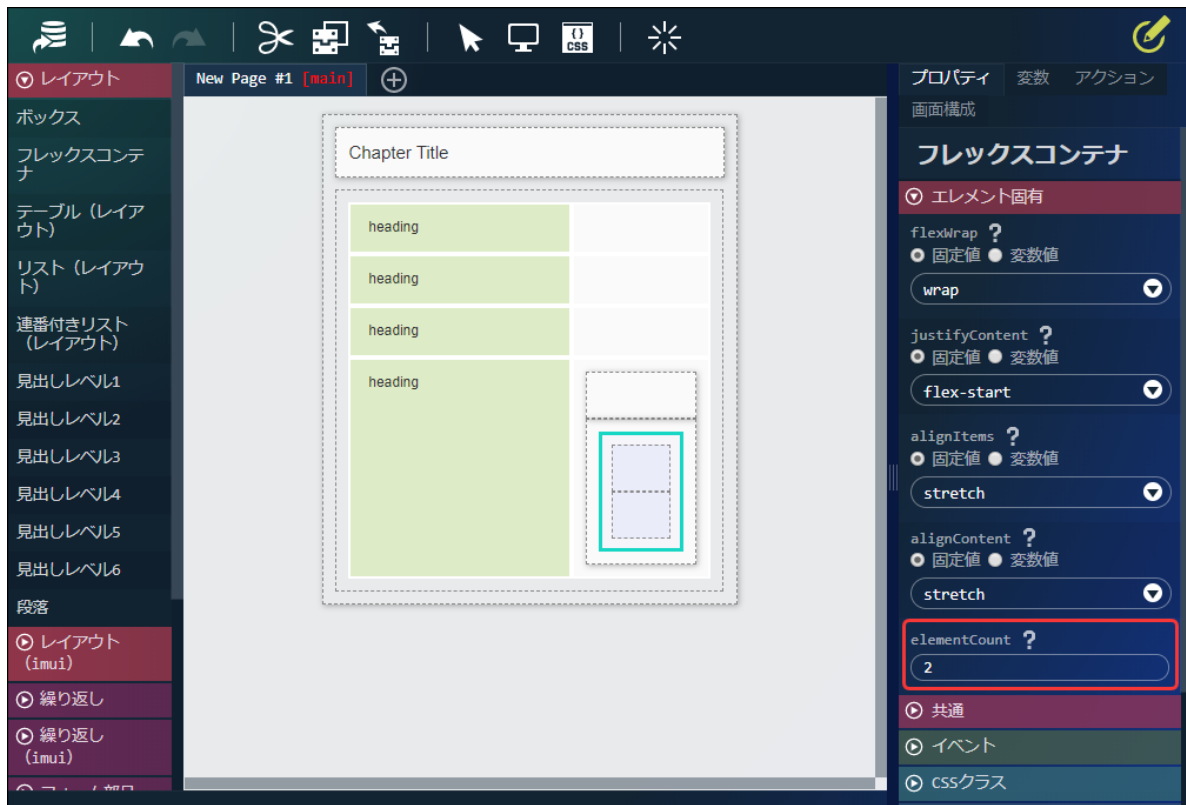 {}
CSS
レイアウト
ボックス
フレックスコンテ
ナ
テーブル（レイア
ウト）
リスト（レイアウ
ト）
連番付きリスト
（レイアウト）
見出しレベル1
見出しレベル2
見出しレベル3
見出しレベル4
見出しレベル5
見出しレベル6
段落
レイアウト
（imui）
繰り返し
繰り返し
（imui）
New Page #1 [main]
Chapter Title
heading
heading
heading
heading
プロパティ 変数 アクション
画面構成
フレックスコンテナ
エレメント固有
flexWrap ?
固定値 変数値
wrap
justifyContent ?
固定値 変数値
flex-start
alignItems ?
固定値 変数値
stretch
alignContent ?
固定値 変数値
stretch
elementCount ?
2
共通
イベント
CSSクラス